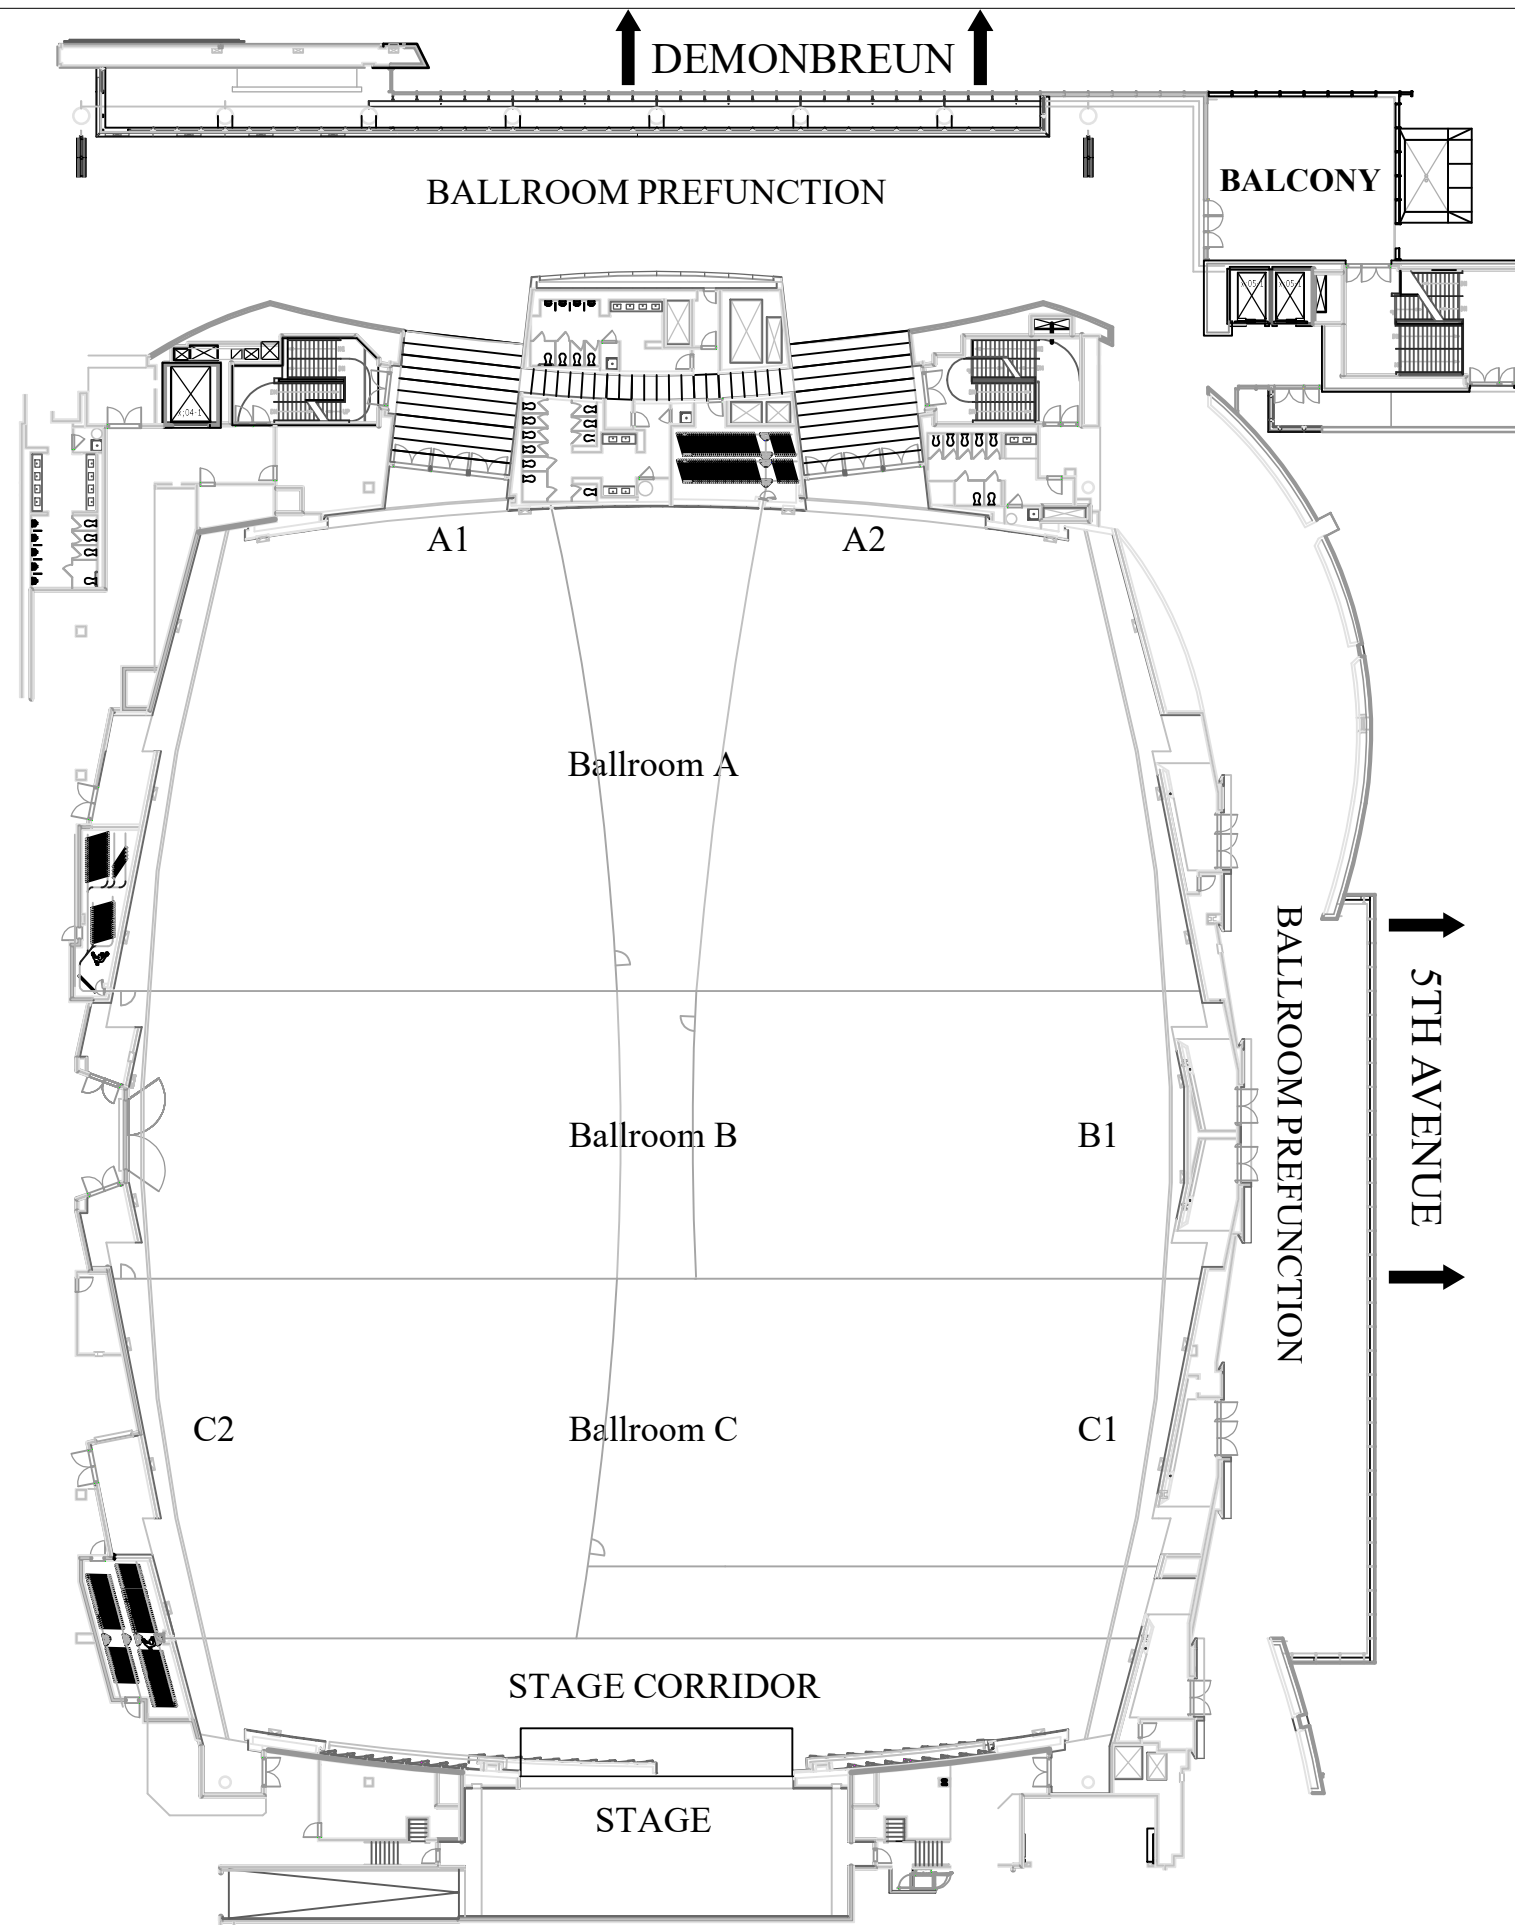 DEMONBREUN
BALLROOM PREFUNCTION
BALCONY
A1
A2
Ballroom A
BALLROOM PREFUNCTION
5TH AVENUE
Ballroom B
B1
C2
Ballroom C
C1
STAGE CORRIDOR
STAGE